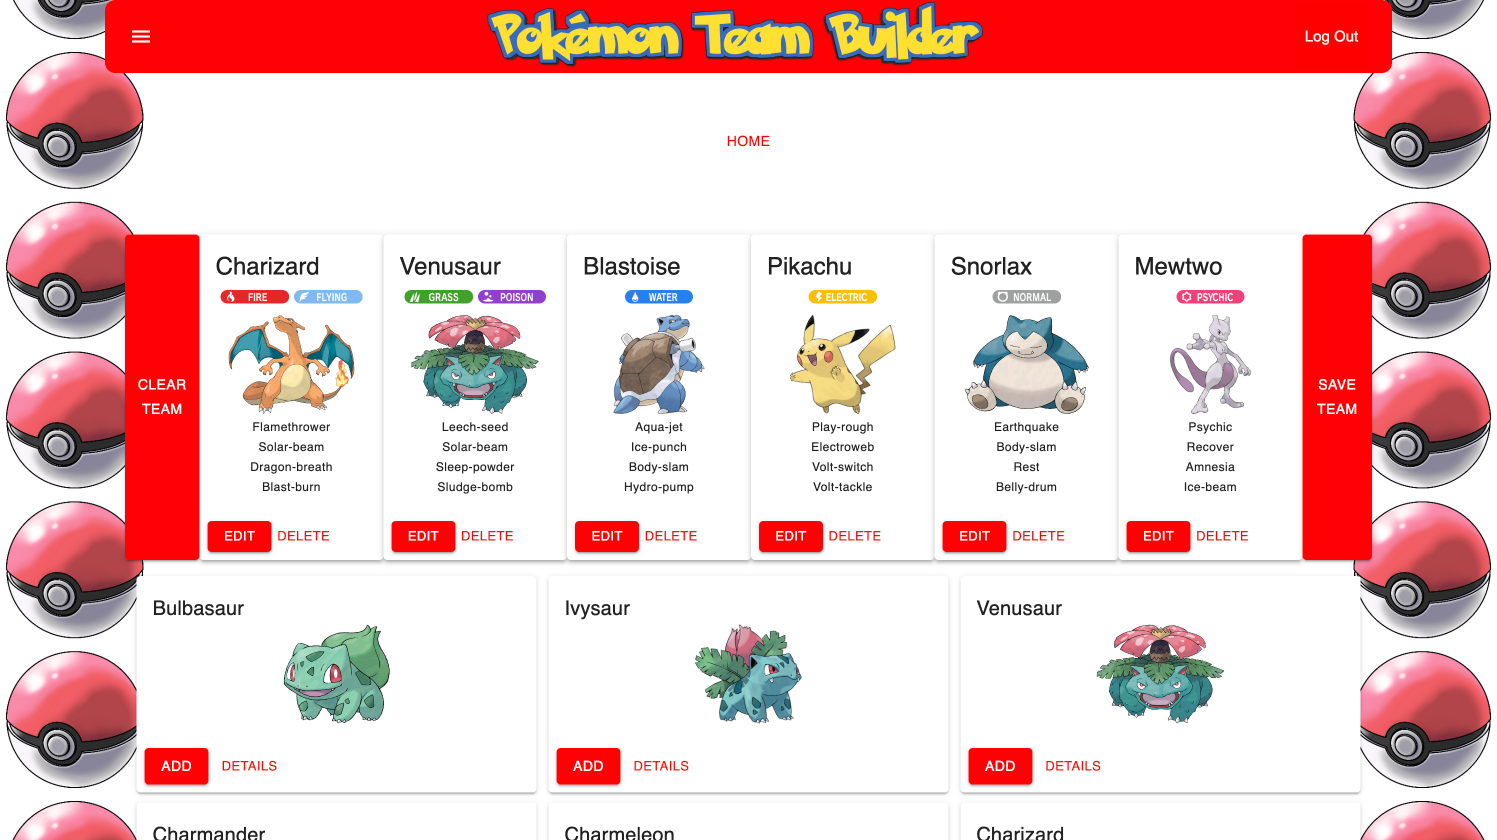 Pokémon Team Builder
Log Out
HOME
CLEAR
TEAM
Charizard
FIRE FLYING
Flamethrower
Solar-beam
Dragon-breath
Blast-burn
EDIT DELETE
Venusaur
GRASS POISON
Leech-seed
Solar-beam
Sleep-powder
Sludge-bomb
EDIT DELETE
Blastoise
WATER
Aqua-jet
Ice-punch
Body-slam
Hydro-pump
EDIT DELETE
Pikachu
ELECTRIC
Play-rough
Electroweb
Volt-switch
Volt-tackle
EDIT DELETE
Snorlax
NORMAL
Earthquake
Body-slam
Rest
Belly-drum
EDIT DELETE
Mewtwo
PSYCHIC
Psychic
Recover
Amnesia
Ice-beam
EDIT DELETE
SAVE
TEAM
Bulbasaur
ADD DETAILS
Ivysaur
ADD DETAILS
Venusaur
ADD DETAILS
Charmander
Charmeleon
Charizard